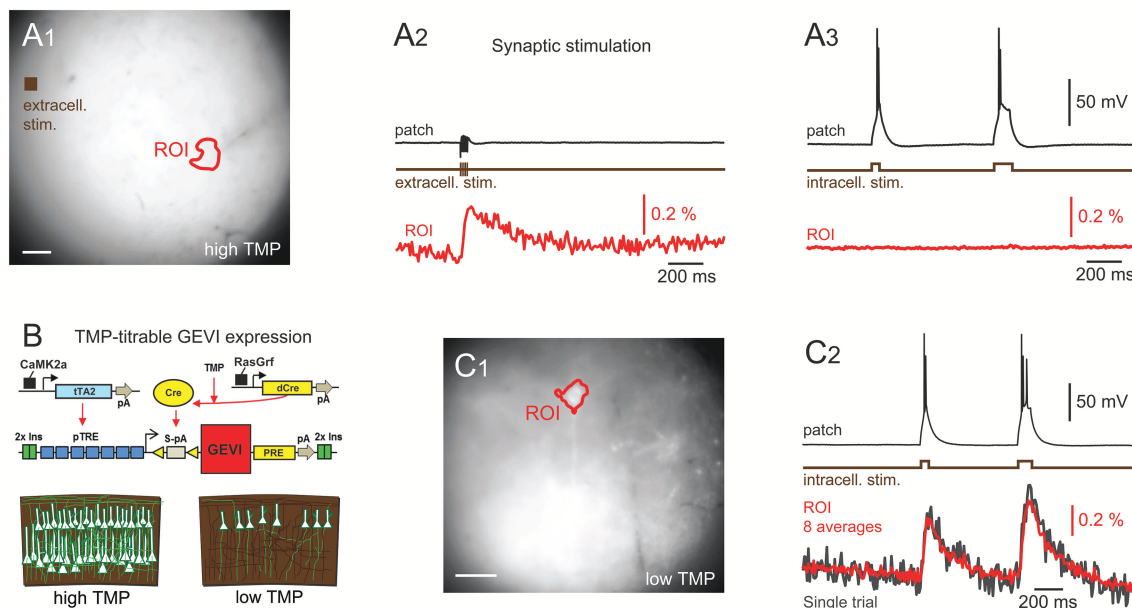 A1
extracell.
stim.
ROI
high TMP
A2
Synaptic stimulation
patch
extracell. stim.
ROI
0.2 %
200 ms
A3
50 mV
patch
intracell. stim.
0.2 %
ROI
200 ms
B
TMP-titrable GEVI expression
CaMK2a
tTA2
pA
Cre
TMP
RasGrf
dCre
pA
2x Ins
pTRE
S-pA
GEVI
PRE
pA
2x Ins
high TMP
low TMP
C1
ROI
low TMP
C2
50 mV
patch
intracell. stim.
ROI
8 averages
0.2 %
Single trial
200 ms